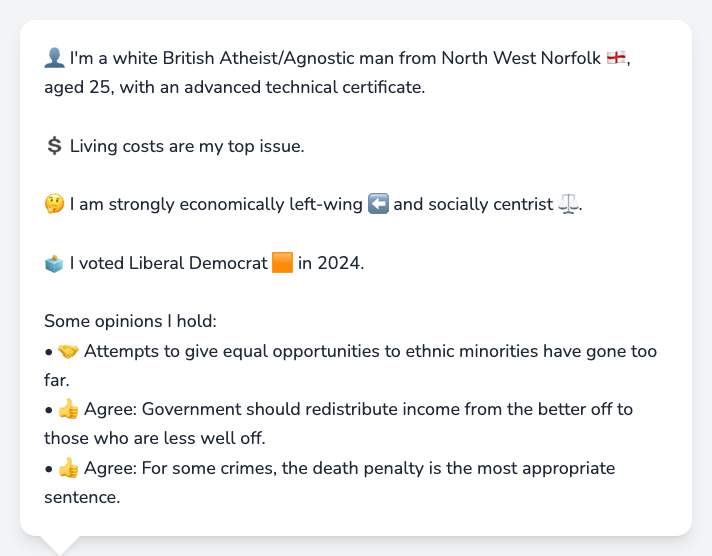 👤 I'm a white British Atheist/Agnostic man from North West Norfolk 🏴󠁧󠁢󠁥󠁮󠁧󠁿,
aged 25, with an advanced technical certificate.
💲 Living costs are my top issue.
🤔 I am strongly economically left-wing ⬅️ and socially centrist ⚖️.
🗳️ I voted Liberal Democrat 🟧 in 2024.
Some opinions I hold:
• 🤝 Attempts to give equal opportunities to ethnic minorities have gone too
far.
• 👍 Agree: Government should redistribute income from the better off to
those who are less well off.
• 👍 Agree: For some crimes, the death penalty is the most appropriate
sentence.